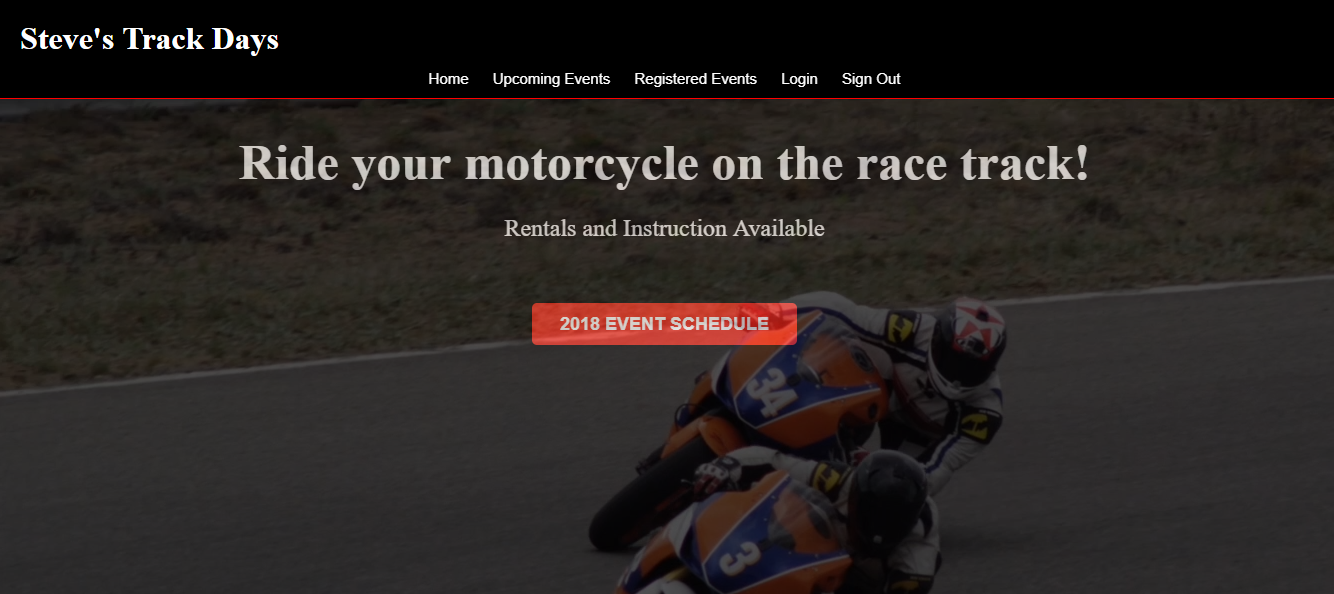 Steve's Track Days
Home Upcoming Events Registered Events Login Sign Out
Ride your motorcycle on the race track!
Rentals and Instruction Available
2018 EVENT SCHEDULE
34
3